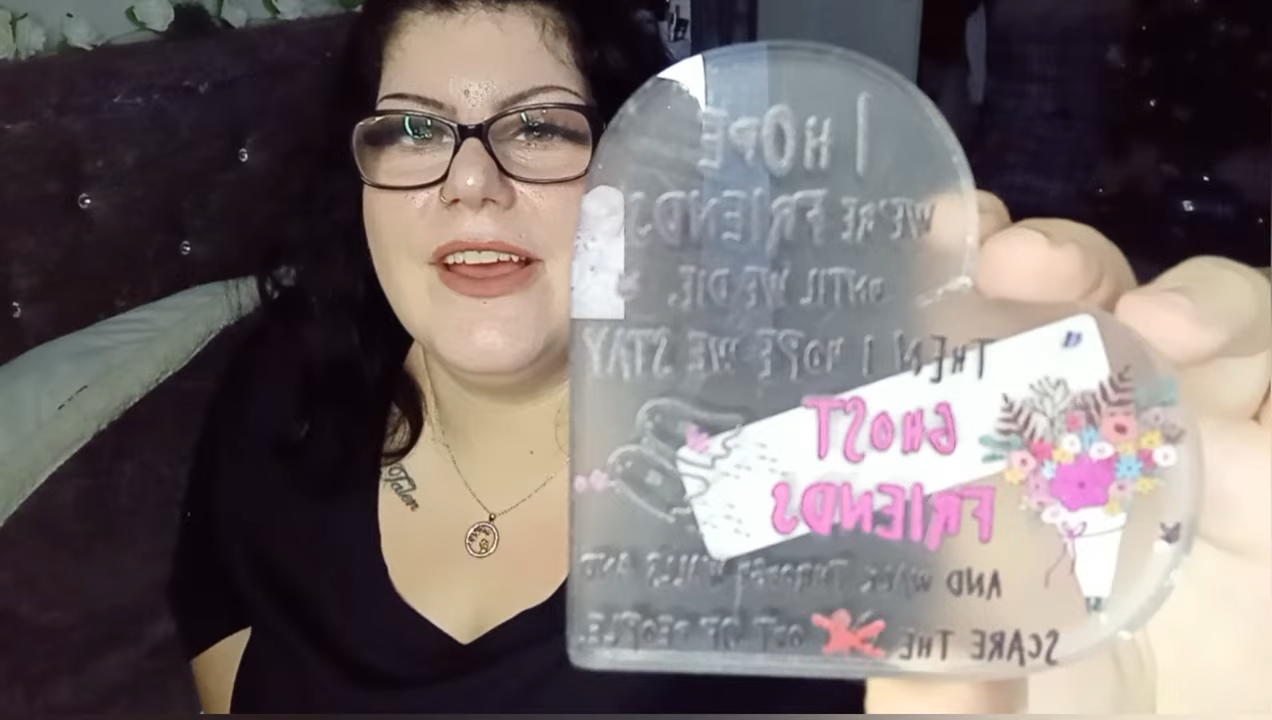 I HOPE
WE'RE FRIENDS
UNTIL WE DIE,
THEN I HOPE WE STAY
GHOST
FRIENDS
AND WALK THROUGH WALLS AND
SCARE THE OUT OF PEOPLE.
Talen